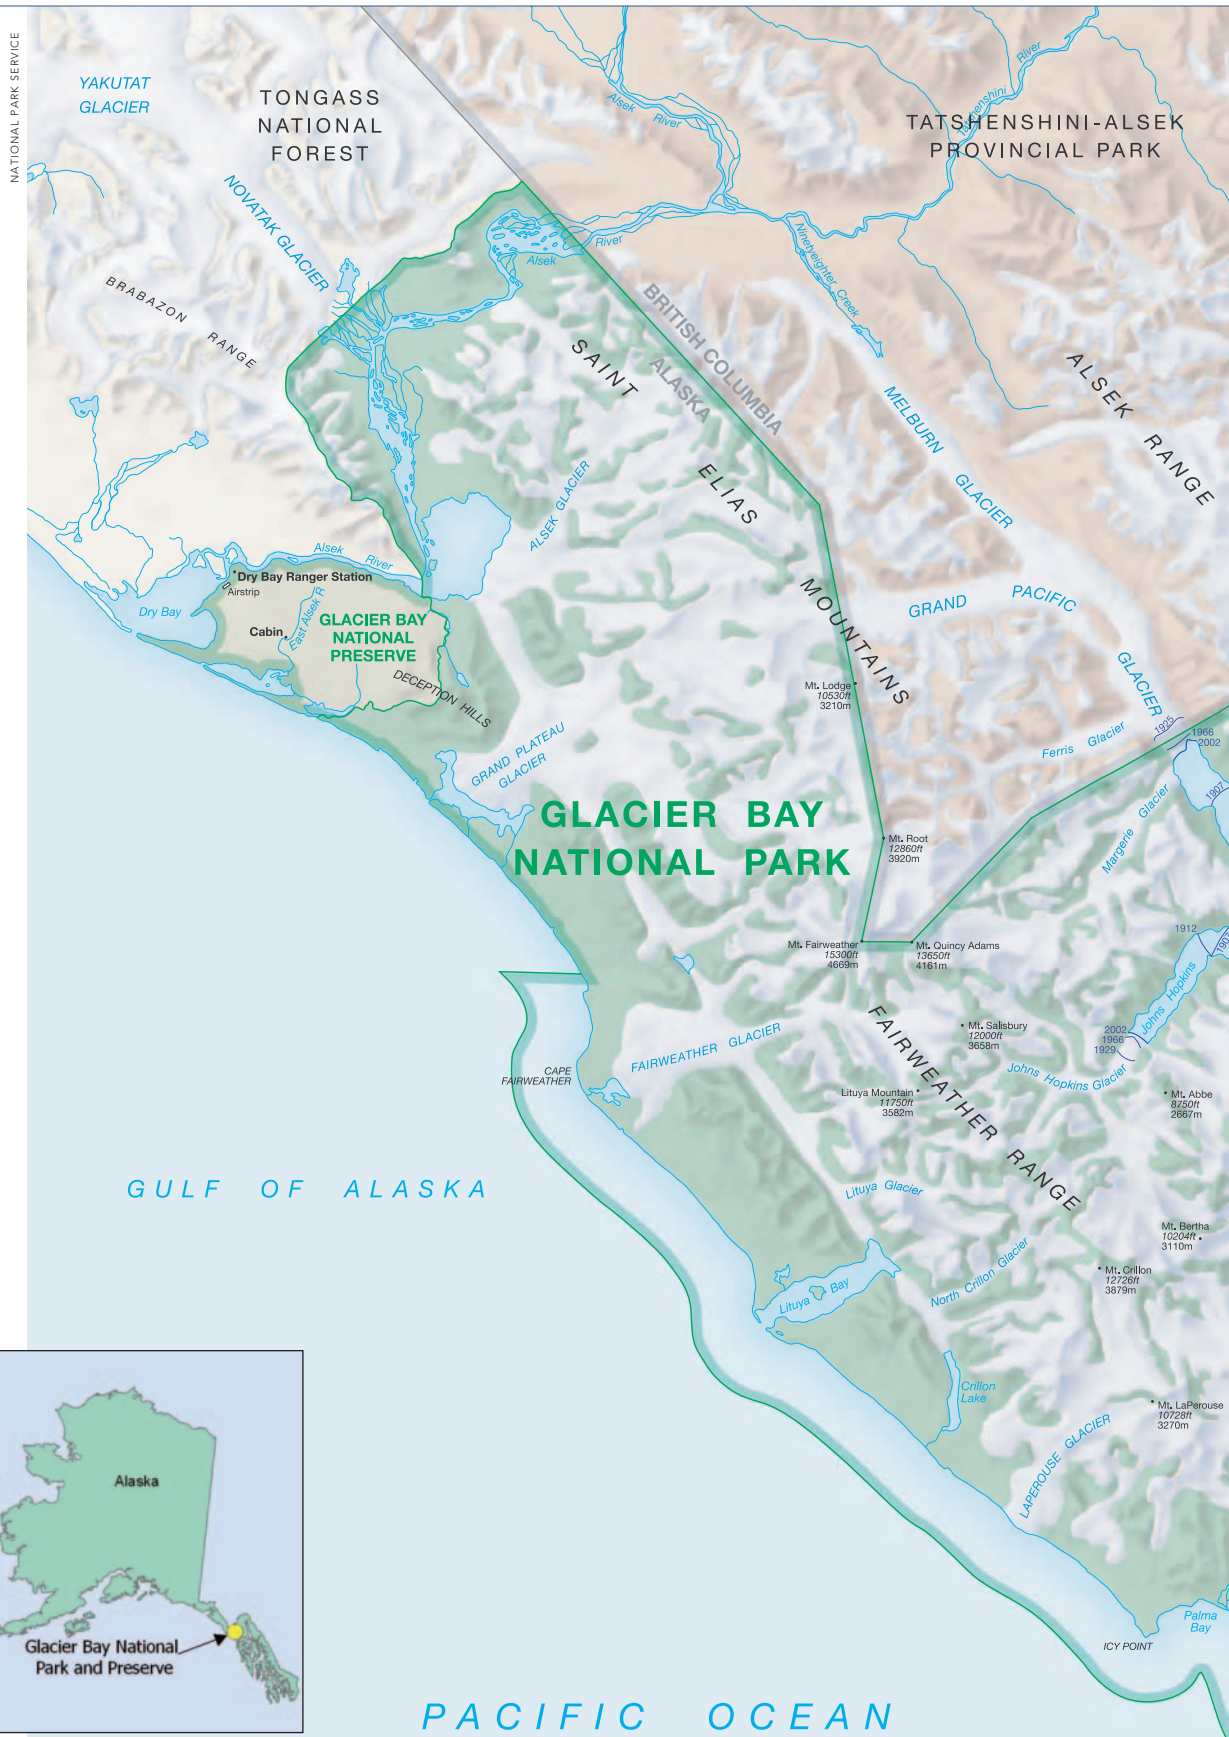 NATIONAL PARK SERVICE
YAKUTAT
GLACIER
TONGASS
NATIONAL
FOREST
Alsek
River
River
Tatshenshini
TATSHENSHINI-ALSEK
PROVINCIAL PARK
NOVATAK GLACIER
BRABAZON RANGE
Alsek
River
Ninetyeighter Creek
BRITISH COLUMBIA
ALASKA
SAINT
ELIAS
MOUNTAINS
ALSEK RANGE
MELBURN GLACIER
ALSEK GLACIER
Alsek River
Dry Bay Ranger Station
Airstrip
Dry Bay
Cabin
East Alsek R
GLACIER BAY
NATIONAL
PRESERVE
DECEPTION HILLS
GRAND PACIFIC
GLACIER
Mt. Lodge
10530ft
3210m
Ferris Glacier
1925
1966
2002
1907
Margerie Glacier
GRAND PLATEAU
GLACIER
GLACIER BAY
NATIONAL PARK
Mt. Root
12860ft
3920m
Mt. Fairweather
15300ft
4669m
Mt. Quincy Adams
13650ft
4161m
1912
1907
Johns Hopkins
FAIRWEATHER RANGE
Mt. Salisbury
12000ft
3658m
2002
1966
1929
Johns Hopkins Glacier
FAIRWEATHER GLACIER
CAPE
FAIRWEATHER
Lituya Mountain
11750ft
3582m
Mt. Abbe
8750ft
2667m
GULF OF ALASKA
Lituya Glacier
Mt. Bertha
10204ft
3110m
North Crillon Glacier
Mt. Crillon
12726ft
3879m
Lituya Bay
Crillon
Lake
Mt. LaPerouse
10728ft
3270m
LAPEROUSE GLACIER
Alaska
Glacier Bay National
Park and Preserve
Palma
Bay
ICY POINT
PACIFIC OCEAN